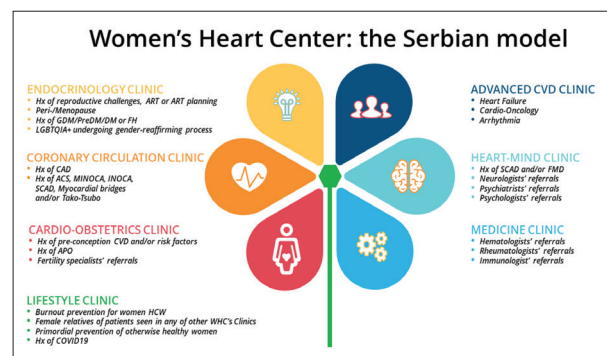 Women's Heart Center: the Serbian model
ENDOCRINOLOGY CLINIC
• Hx of reproductive challenges, ART or ART planning
• Peri-/Menopause
• Hx of GDM/PreDM/DM or FH
• LGBTQIA+ undergoing gender-reaffirming process
CORONARY CIRCULATION CLINIC
• Hx of CAD
• Hx of ACS, MINOCA, INOCA,
SCAD, Myocardial bridges
and/or Tako-Tsubo
CARDIO-OBSTETRICS CLINIC
• Hx of pre-conception CVD and/or risk factors
• Hx of APO
• Fertility specialists' referrals
LIFESTYLE CLINIC
• Burnout prevention for women HCW
• Female relatives of patients seen in any of other WHC's Clinics
• Primordial prevention of otherwise healthy women
• Hx of COVID19
ADVANCED CVD CLINIC
• Heart Failure
• Cardio-Oncology
• Arrhythmia
HEART-MIND CLINIC
• Hx of SCAD and/or FMD
• Neurologists' referrals
• Psychiatrists' referrals
• Psychologists' referrals
MEDICINE CLINIC
• Hematologists' referrals
• Rheumatologists' referrals
• Immunologist' referrals